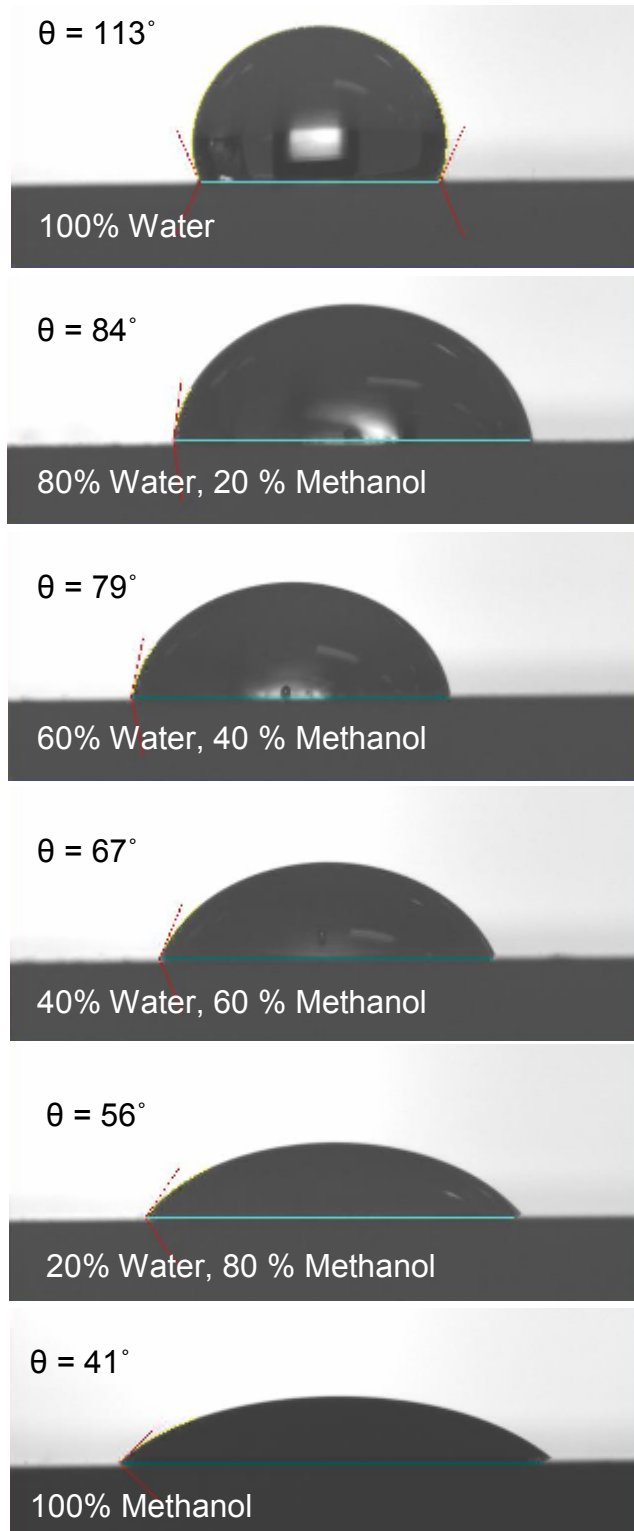 θ = 113°
100% Water
θ = 84°
80% Water, 20 % Methanol
θ = 79°
60% Water, 40 % Methanol
θ = 67°
40% Water, 60 % Methanol
θ = 56°
20% Water, 80 % Methanol
θ = 41°
100% Methanol